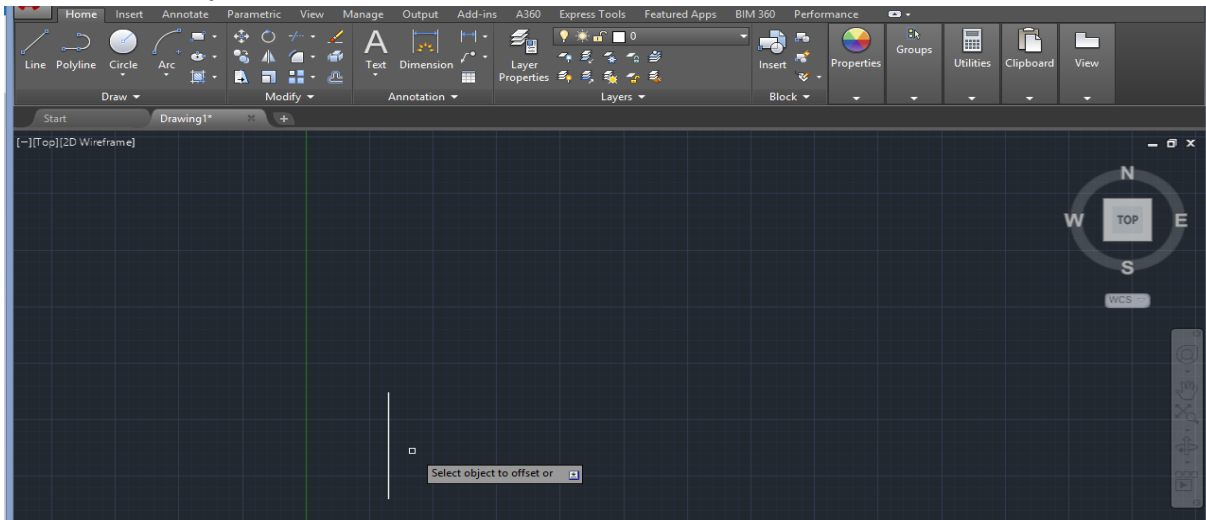 Home Insert Annotate Parametric View Manage Output Add-ins A360 Express Tools Featured Apps BIM 360 Performance
0
Line Polyline Circle Arc Text Dimension Layer Properties Insert Properties Groups Utilities Clipboard View
Draw Modify Annotation Layers Block
Start Drawing1*
[−][Top][2D Wireframe]
N
W TOP E
S
WCS
Select object to offset or